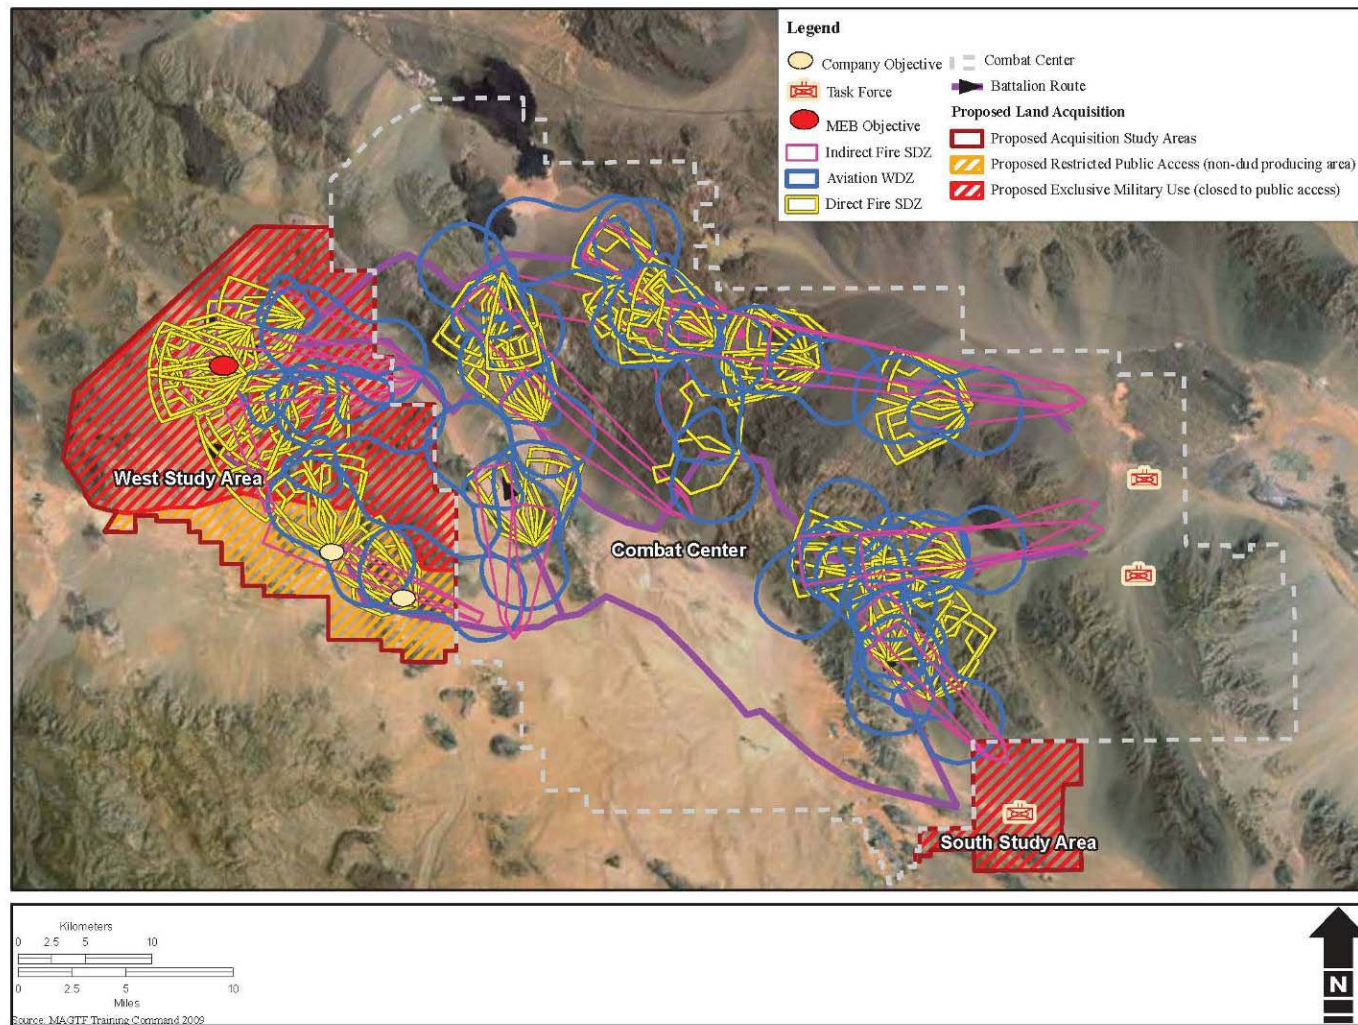 Legend
Company Objective
Task Force
MEB Objective
Indirect Fire SDZ
Aviation WDZ
Direct Fire SDZ
Combat Center
Battalion Route
Proposed Land Acquisition
Proposed Acquisition Study Areas
Proposed Restricted Public Access (non-dud producing area)
Proposed Exclusive Military Use (closed to public access)
West Study Area
Combat Center
South Study Area
Kilometers
0 2.5 5 10
0 2.5 5 10
Miles
Source: MAGTF Training Command 2009
N